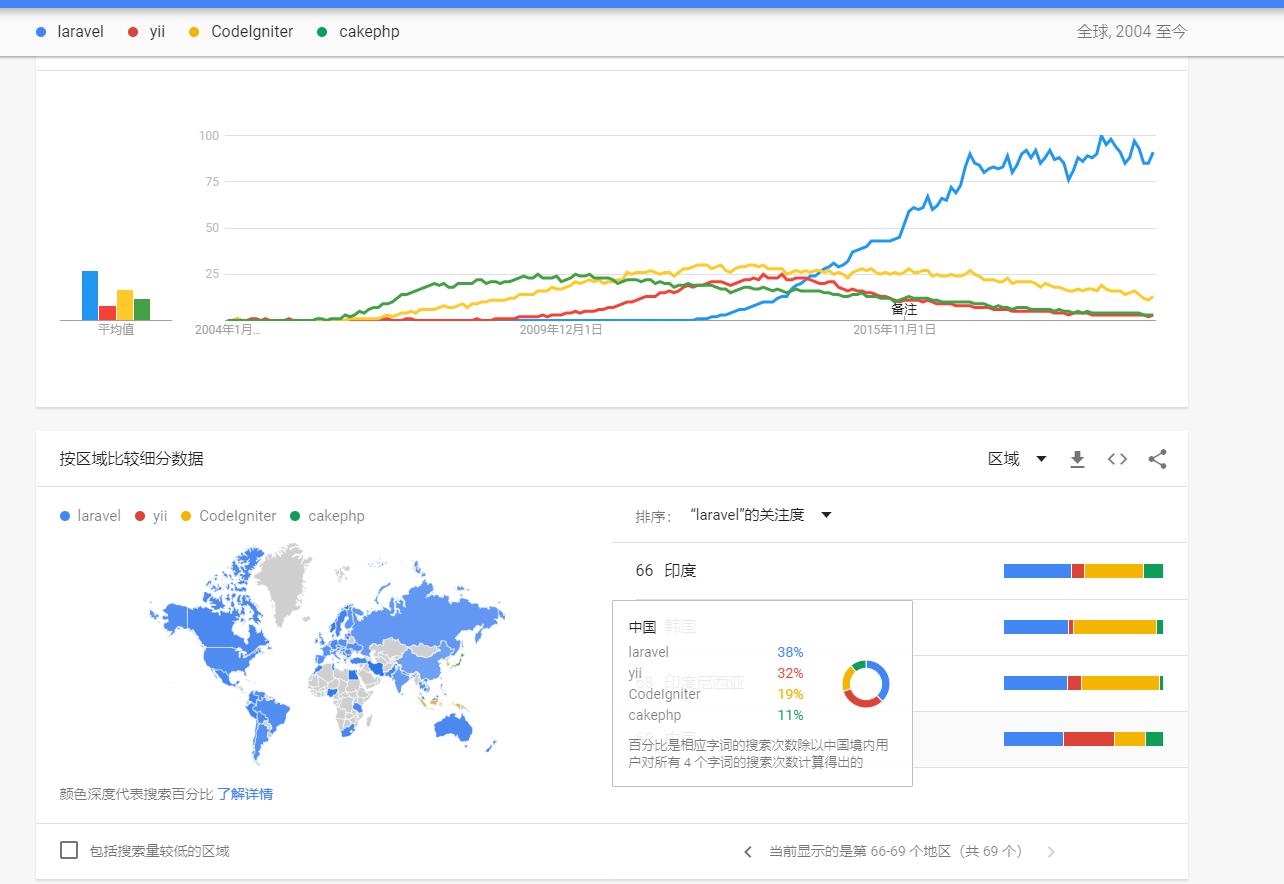 laravel yii CodeIgniter cakephp 全球, 2004 至今
100
75
50
25
备注
平均值 2004年1月... 2009年12月1日 2015年11月1日
按区域比较细分数据 区域
laravel yii CodeIgniter cakephp
排序： “laravel”的关注度
66 印度
中国 韩国
laravel 38%
yii 32%
68 印度尼西亚
CodeIgniter 19%
cakephp 11%
69 中国
百分比是相应字词的搜索次数除以中国境内用
户对所有 4 个字词的搜索次数计算得出的
颜色深度代表搜索百分比 了解详情
包括搜索量较低的区域 当前显示的是第 66-69 个地区（共 69 个）